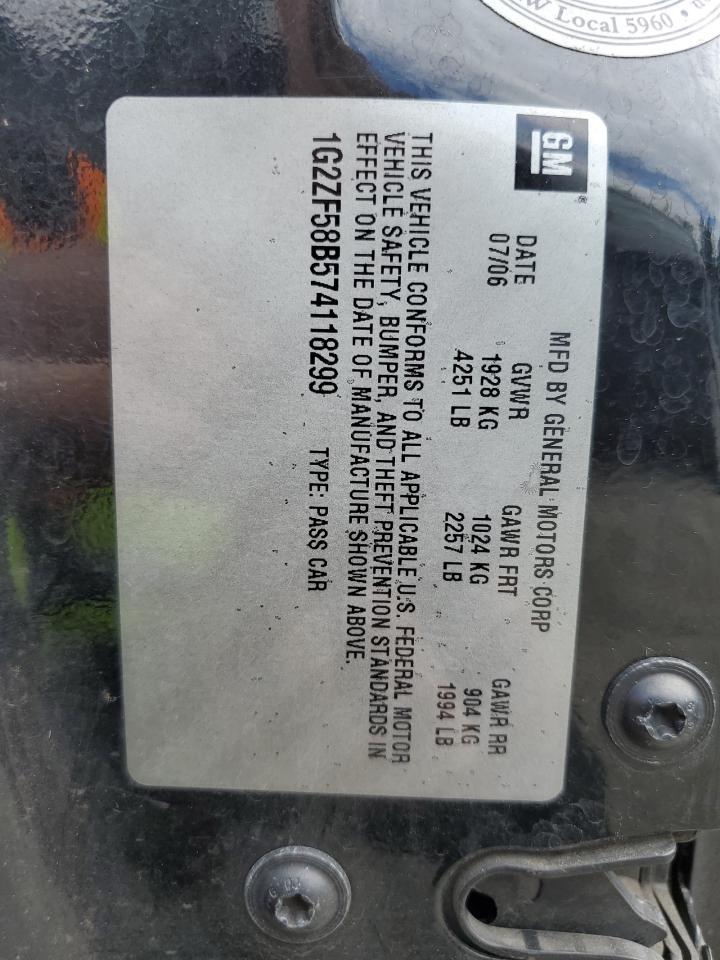 W Local 5960 •
GM
MFD BY GENERAL MOTORS CORP
DATE GVWR GAWR FRT GAWR RR
07/06 1928 KG 1024 KG 904 KG
4251 LB 2257 LB 1994 LB
THIS VEHICLE CONFORMS TO ALL APPLICABLE U.S. FEDERAL MOTOR
VEHICLE SAFETY, BUMPER, AND THEFT PREVENTION STANDARDS IN
EFFECT ON THE DATE OF MANUFACTURE SHOWN ABOVE.
1G2ZF58B574118299 TYPE: PASS CAR